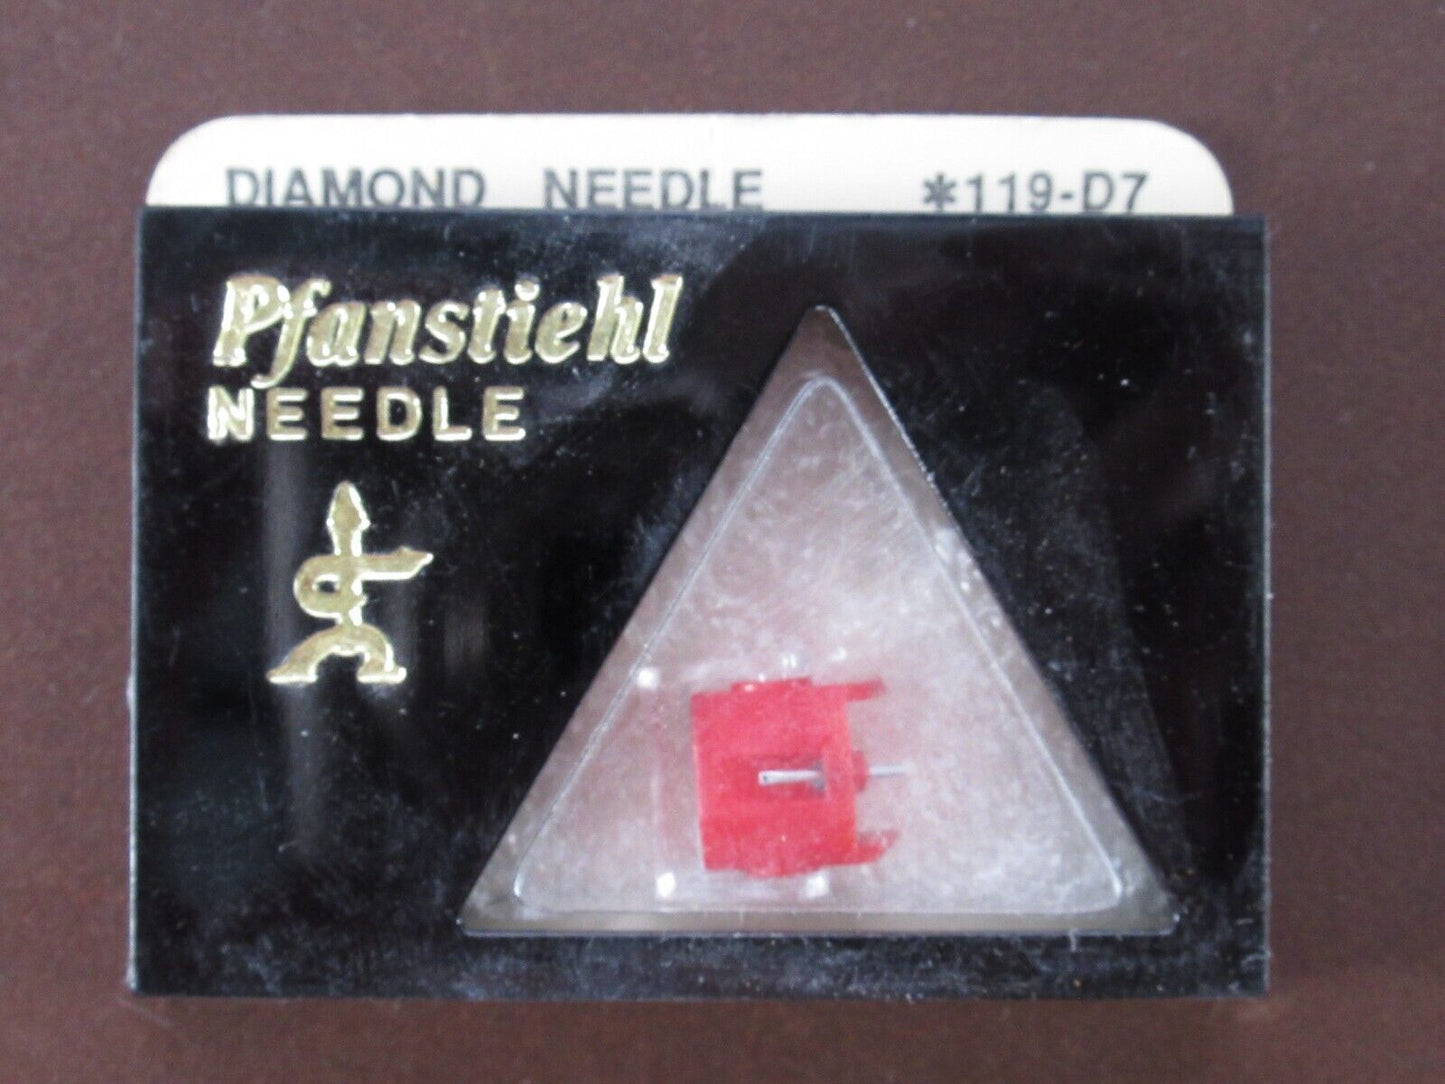 DIAMOND NEEDLE *119-D7
Pfanstiehl
NEEDLE